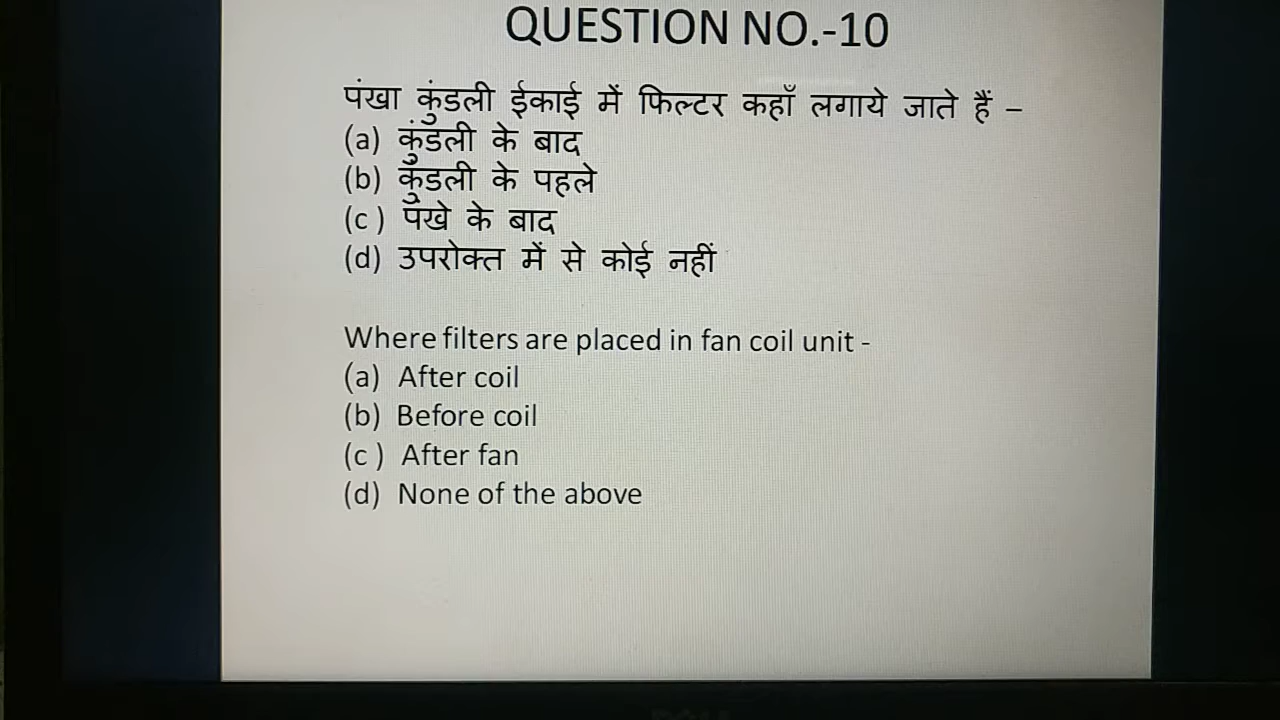 QUESTION NO.-10
पंखा कुंडली ईकाई में फिल्टर कहाँ लगाये जाते हैं –
(a) कुंडली के बाद
(b) कुंडली के पहले
(c ) पंखे के बाद
(d) उपरोक्त में से कोई नहीं
Where filters are placed in fan coil unit -
(a) After coil
(b) Before coil
(c ) After fan
(d) None of the above